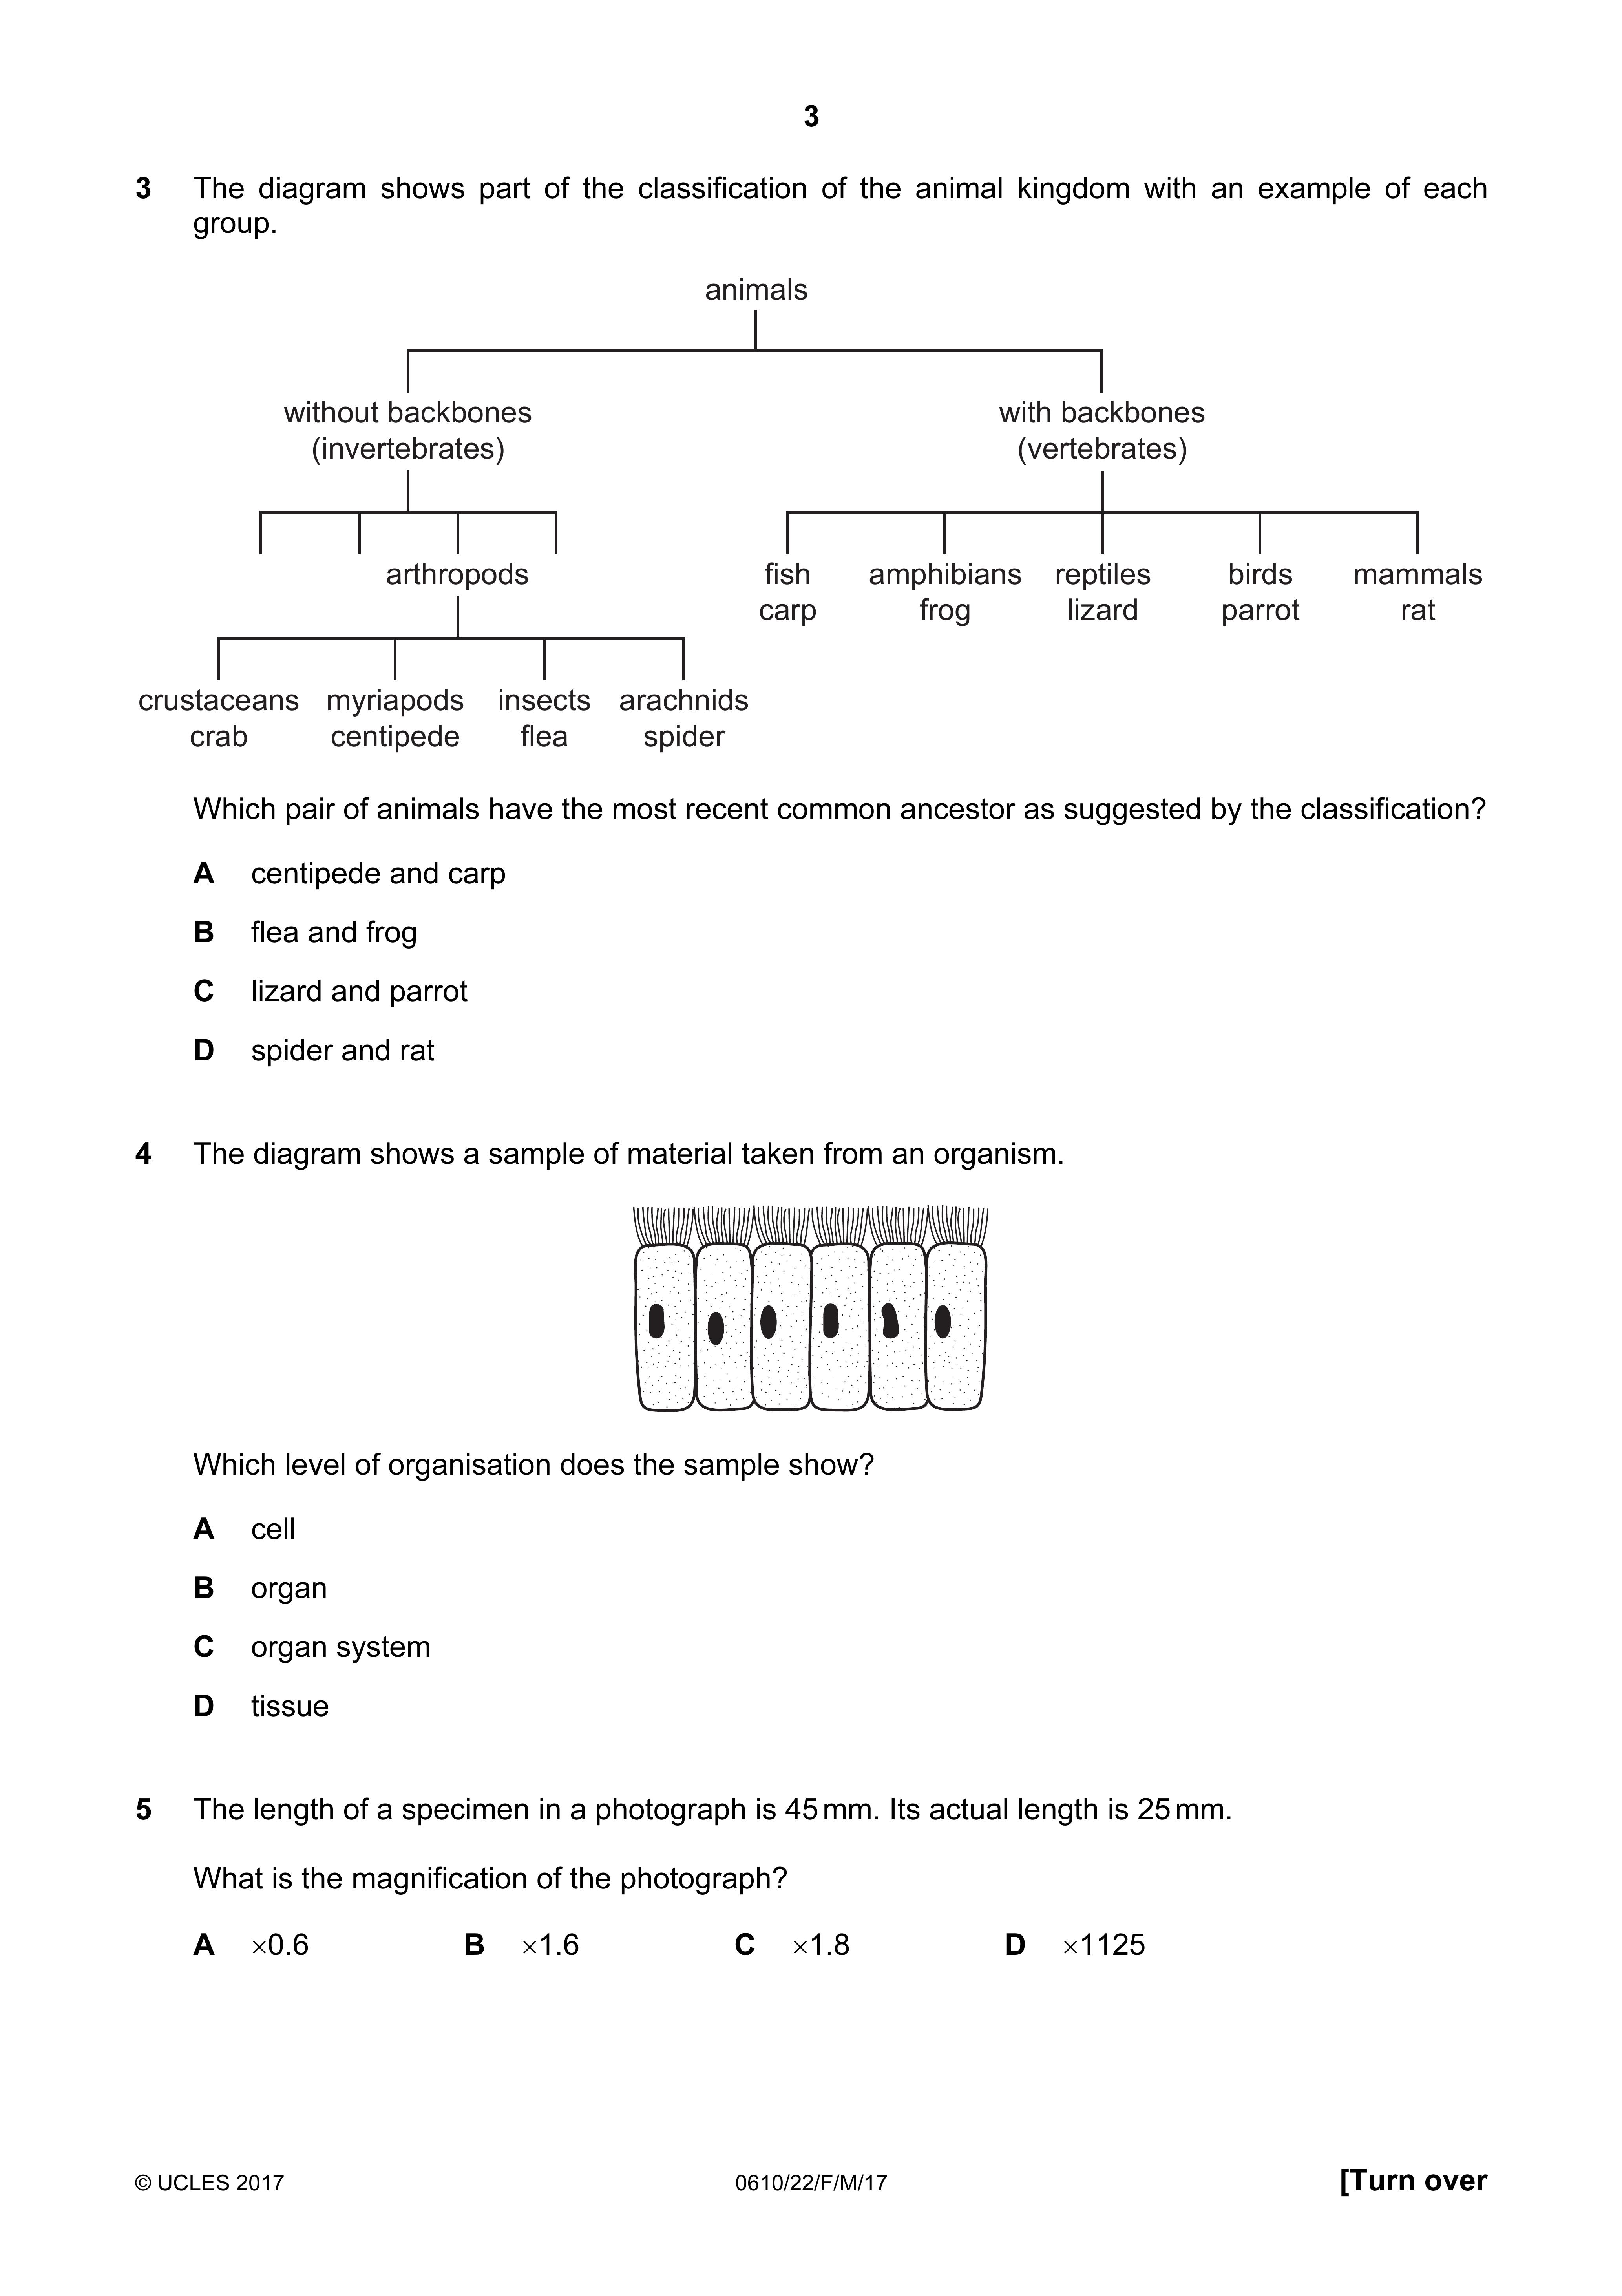 3
3 The diagram shows part of the classification of the animal kingdom with an example of each
group.
animals
without backbones
(invertebrates)
with backbones
(vertebrates)
arthropods
fish
carp
amphibians
frog
reptiles
lizard
birds
parrot
mammals
rat
crustaceans
crab
myriapods
centipede
insects
flea
arachnids
spider
Which pair of animals have the most recent common ancestor as suggested by the classification?
A centipede and carp
B flea and frog
C lizard and parrot
D spider and rat
4 The diagram shows a sample of material taken from an organism.
Which level of organisation does the sample show?
A cell
B organ
C organ system
D tissue
5 The length of a specimen in a photograph is 45 mm. Its actual length is 25 mm.
What is the magnification of the photograph?
A ×0.6 B ×1.6 C ×1.8 D ×1125
© UCLES 2017 0610/22/F/M/17 [Turn over